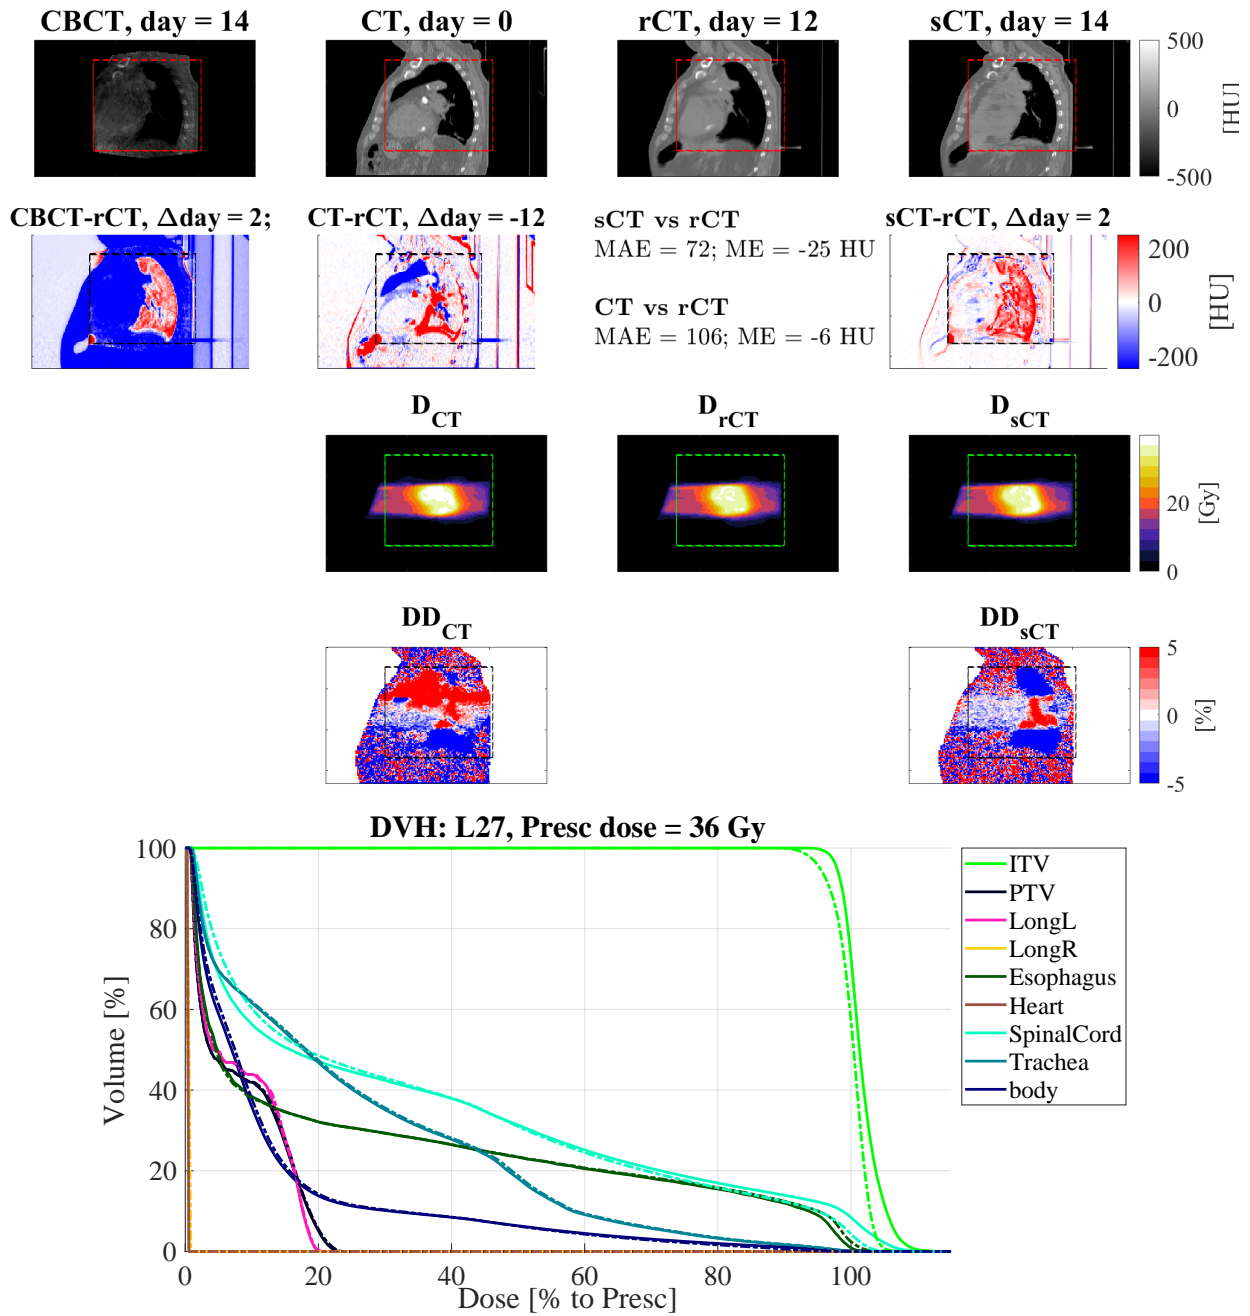 CBCT, day = 14
CT, day = 0
rCT, day = 12
sCT, day = 14
500
0
-500
[HU]
CBCT-rCT, Δday = 2;
CT-rCT, Δday = -12
sCT vs rCT
MAE = 72; ME = -25 HU
CT vs rCT
MAE = 106; ME = -6 HU
sCT-rCT, Δday = 2
200
0
-200
[HU]
D_CT
D_rCT
D_sCT
20
0
[Gy]
DD_CT
DD_sCT
5
0
-5
[%]
DVH: L27, Presc dose = 36 Gy
100
80
60
40
20
0
Volume [%]
0 20 40 60 80 100
Dose [% to Presc]
ITV
PTV
LongL
LongR
Esophagus
Heart
SpinalCord
Trachea
body